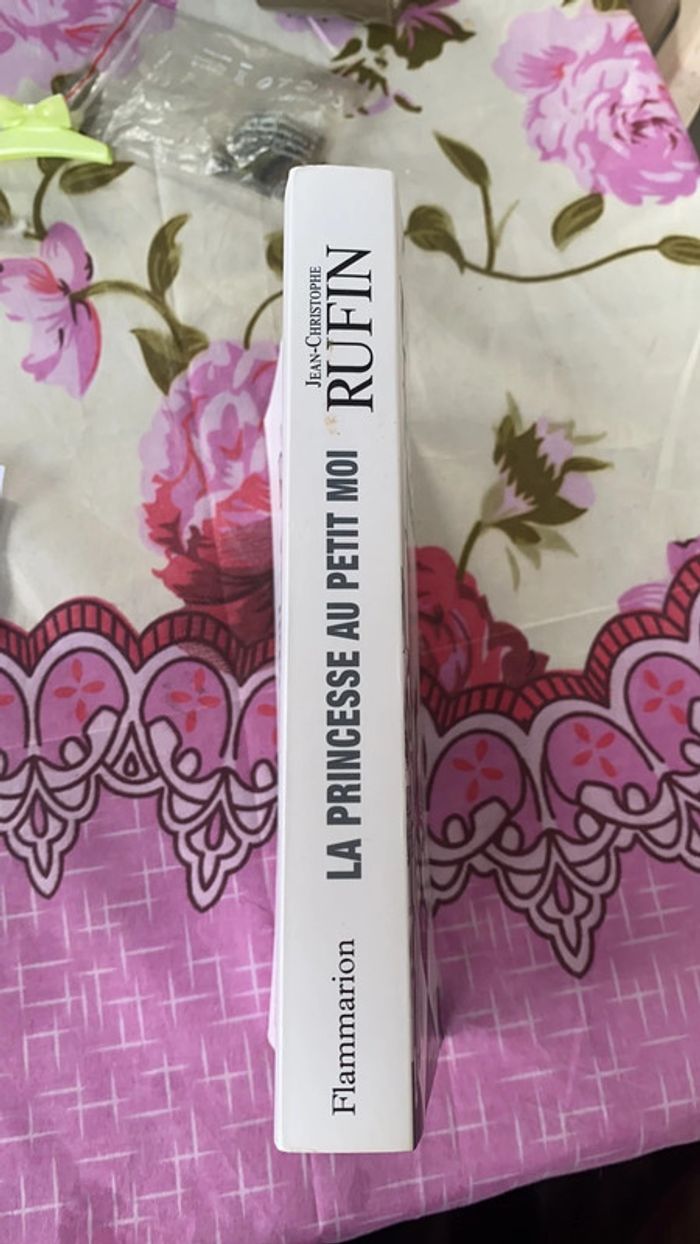 JEAN-CHRISTOPHE
RUFIN
LA PRINCESSE AU PETIT MOI
Flammarion